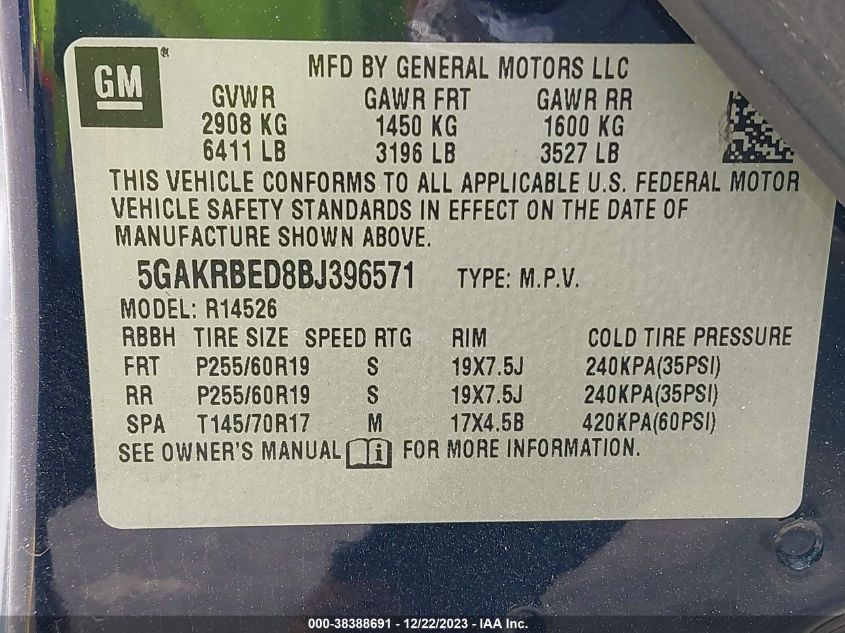 GM ®
MFD BY GENERAL MOTORS LLC
GVWR GAWR FRT GAWR RR
2908 KG 1450 KG 1600 KG
6411 LB 3196 LB 3527 LB
THIS VEHICLE CONFORMS TO ALL APPLICABLE U.S. FEDERAL MOTOR
VEHICLE SAFETY STANDARDS IN EFFECT ON THE DATE OF
MANUFACTURE SHOWN ABOVE.
5GAKRBED8BJ396571 TYPE: M.P.V.
MODEL: R14526
RBBH TIRE SIZE SPEED RTG RIM COLD TIRE PRESSURE
FRT P255/60R19 S 19X7.5J 240KPA(35PSI)
RR P255/60R19 S 19X7.5J 240KPA(35PSI)
SPA T145/70R17 M 17X4.5B 420KPA(60PSI)
SEE OWNER'S MANUAL i FOR MORE INFORMATION.
000-38388691 - 12/22/2023 - IAA Inc.